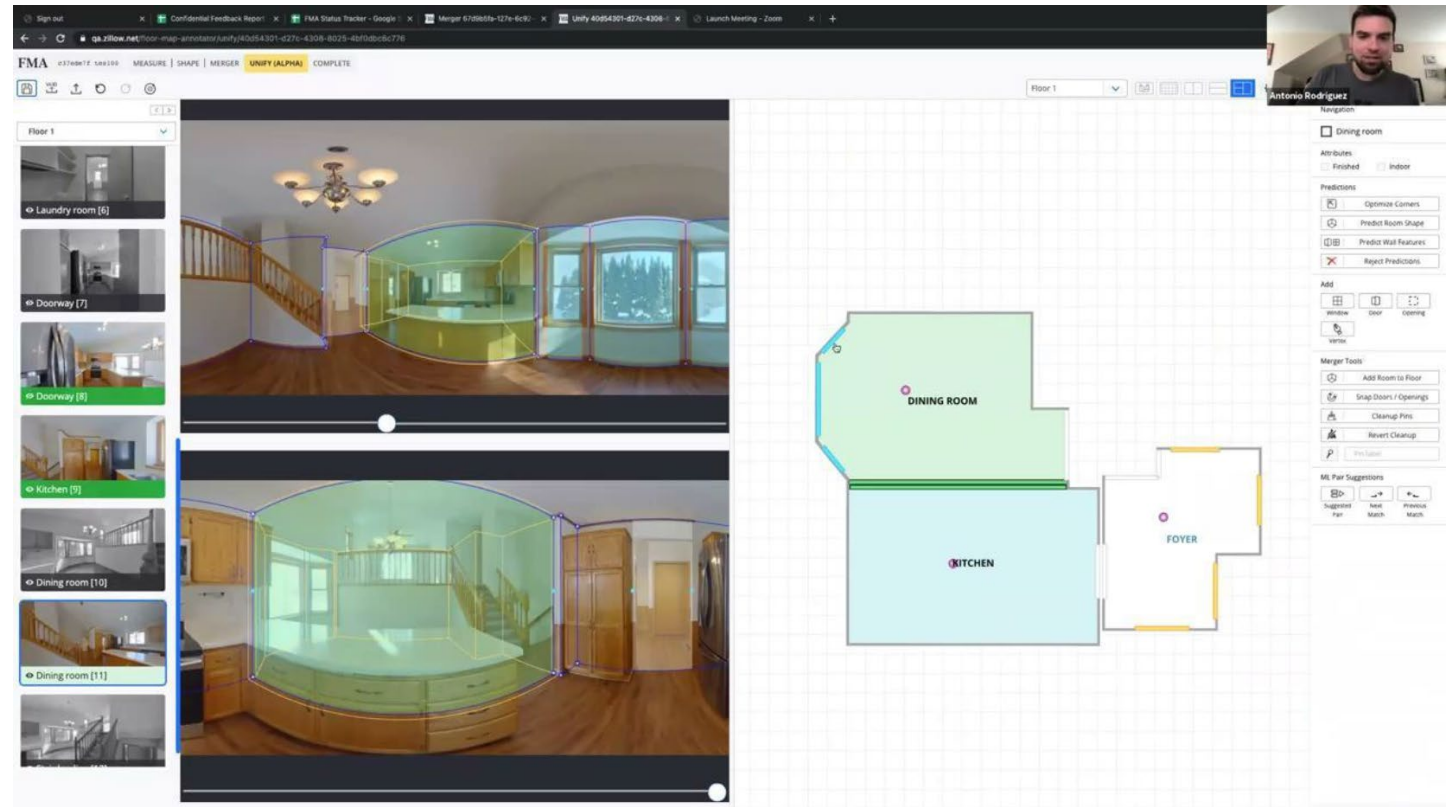 Sign out
Confidential Feedback Report
FMA Status Tracker - Google S
Merger 67d9b5fa-127e-6c92-
Unify 40d54301-d27c-4308-
Launch Meeting - Zoom
qa.zillow.net/floor-map-annotator/unify/40d54301-d27c-4308-8025-4bf0dbc6c776
FMA
MEASURE | SHAPE | MERGER
UNIFY (ALPHA)
COMPLETE
Floor 1
Antonio Rodriguez
Floor 1
Laundry room [6]
Doorway [7]
Doorway [8]
Kitchen [9]
Dining room [10]
Dining room [11]
DINING ROOM
KITCHEN
FOYER
Navigation
Dining room
Attributes
Finished
Indoor
Predictions
Optimize Corners
Predict Room Shape
Predict Wall Features
Reject Predictions
Add
Window
Door
Opening
Vertex
Merger Tools
Add Room to Floor
Snap Doors / Openings
Cleanup Pins
Revert Cleanup
Pin label
ML Pair Suggestions
Suggested Pair
Next Match
Previous Match